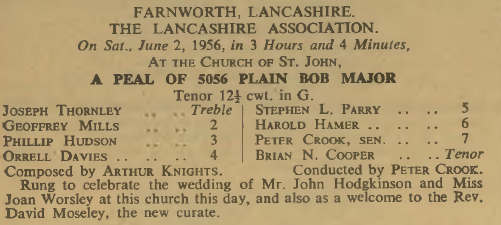 FARNWORTH, LANCASHIRE.
THE LANCASHIRE ASSOCIATION.
On Sat., June 2, 1956, in 3 Hours and 4 Minutes,
AT THE CHURCH OF ST. JOHN,
A PEAL OF 5056 PLAIN BOB MAJOR
Tenor 12½ cwt. in G.
JOSEPH THORNLEY .. .. Treble | STEPHEN L. PARRY .. .. 5
GEOFFREY MILLS .. .. 2 | HAROLD HAMER .. .. .. 6
PHILLIP HUDSON .. .. 3 | PETER CROOK, SEN. .. .. 7
ORRELL DAVIES .. .. .. 4 | BRIAN N. COOPER .. .. Tenor
Composed by ARTHUR KNIGHTS. Conducted by PETER CROOK.
Rung to celebrate the wedding of Mr. John Hodgkinson and Miss
Joan Worsley at this church this day, and also as a welcome to the Rev.
David Moseley, the new curate.